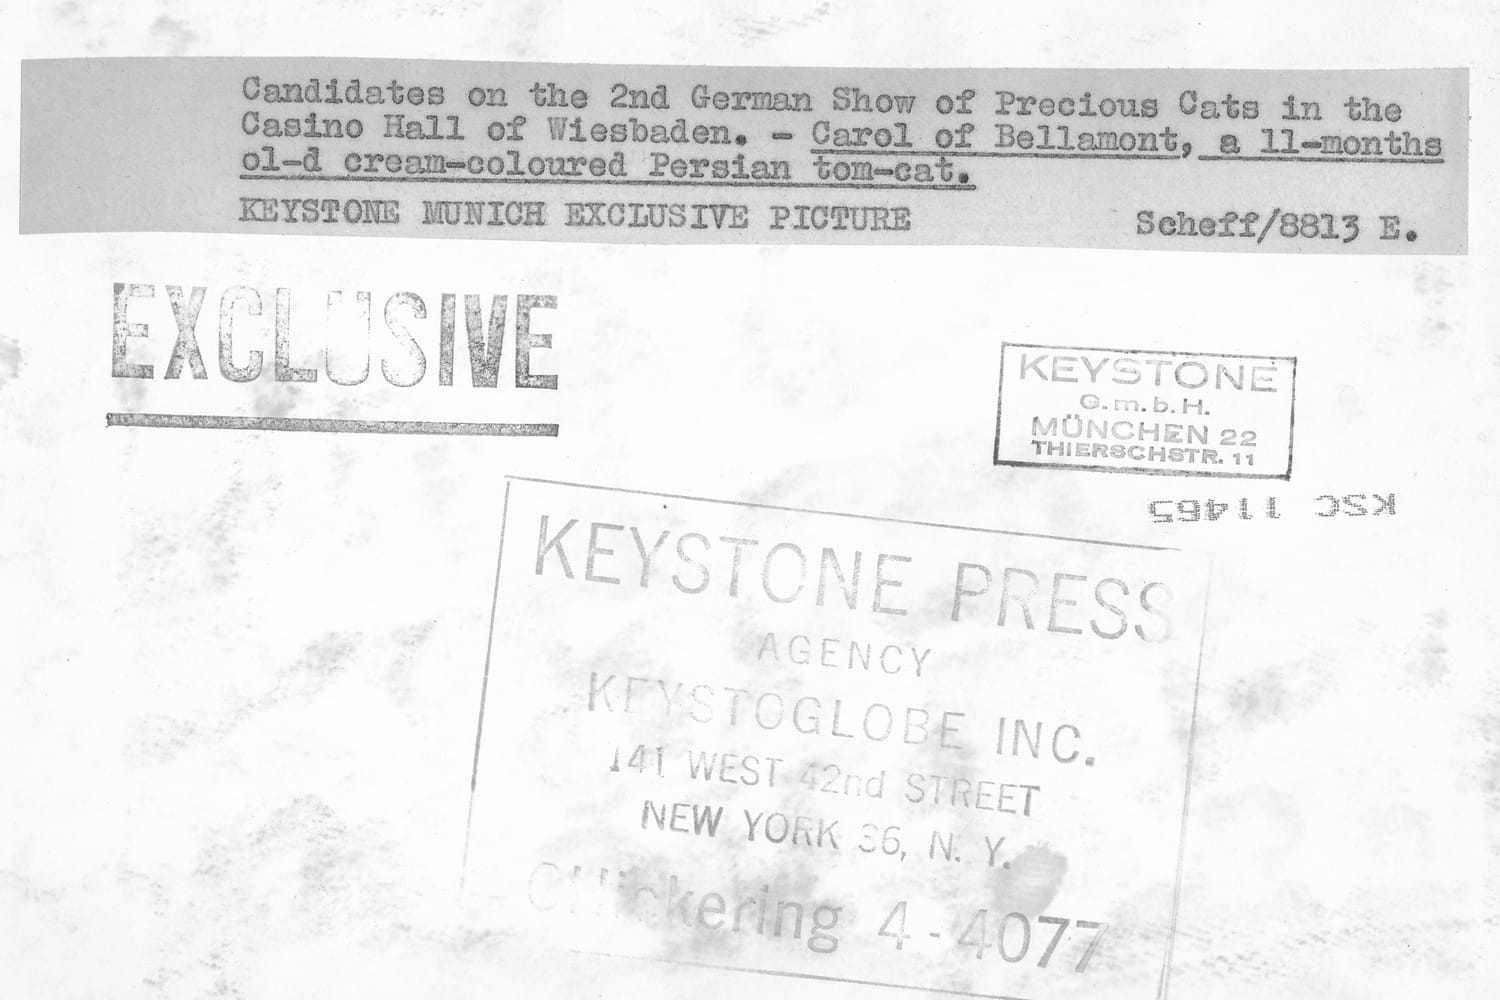 Candidates on the 2nd German Show of Precious Cats in the
Casino Hall of Wiesbaden. - Carol of Bellamont, a 11-months
ol-d cream-coloured Persian tom-cat.
KEYSTONE MUNICH EXCLUSIVE PICTURE Scheff/8813 E.
EXCLUSIVE
KEYSTONE
G.m.b.H.
MÜNCHEN 22
THIERSCHSTR. 11
KSC 11465
KEYSTONE PRESS
AGENCY
KEYSTOGLOBE INC.
141 WEST 42nd STREET
NEW YORK 36, N. Y.
CHickering 4-4077